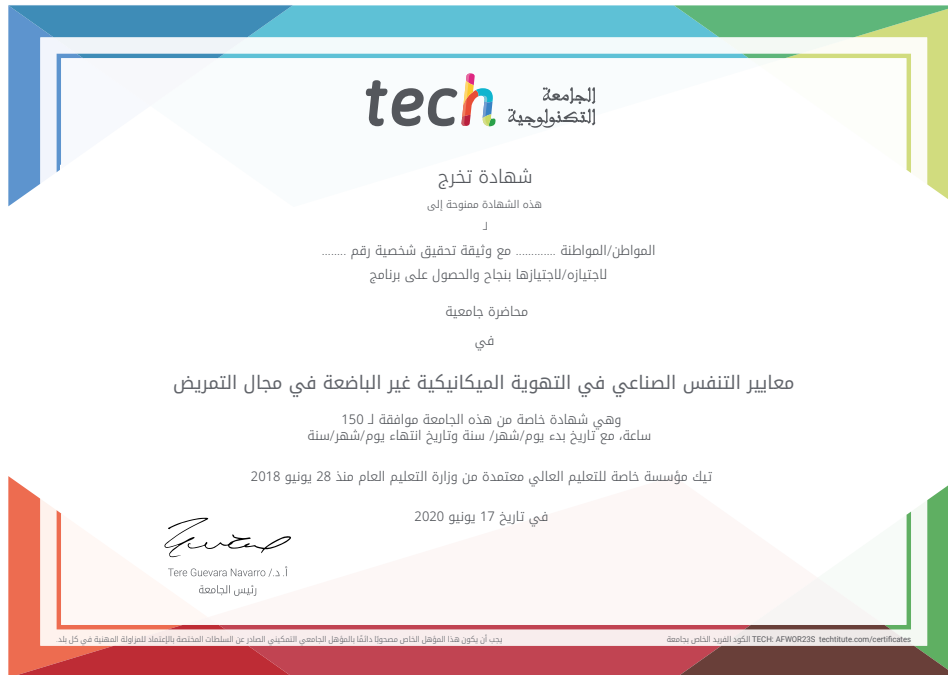 tech الجامعة
التكنولوجية
شهادة تخرج
هذه الشهادة ممنوحة إلى
لـ
المواطن/المواطنة ............ مع وثيقة تحقيق شخصية رقم ........
لاجتيازه/لاجتيازها بنجاح والحصول على برنامج
محاضرة جامعية
في
معايير التنفس الصناعي في التهوية الميكانيكية غير الباضعة في مجال التمريض
وهي شهادة خاصة من هذه الجامعة موافقة لـ 150
ساعة، مع تاريخ بدء يوم/شهر/ سنة وتاريخ انتهاء يوم/شهر/سنة
تيك مؤسسة خاصة للتعليم العالي معتمدة من وزارة التعليم العام منذ 28 يونيو 2018
في تاريخ 17 يونيو 2020
أ. د./ Tere Guevara Navarro
رئيس الجامعة
يجب أن يكون هذا المؤهل الخاص مصحوبًا دائمًا بالمؤهل الجامعي التمكيني الصادر عن السلطات المختصة بالإعتماد للمزاولة المهنية في كل بلد.
الكود الفريد الخاص بجامعة TECH: AFWOR23S techtitute.com/certificates